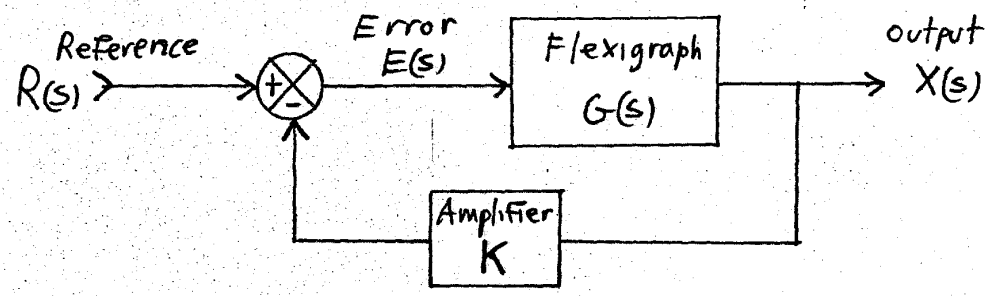 Reference
R(s)
+
-
Error
E(s)
Flexigraph
G(s)
output
X(s)
Amplifier
K